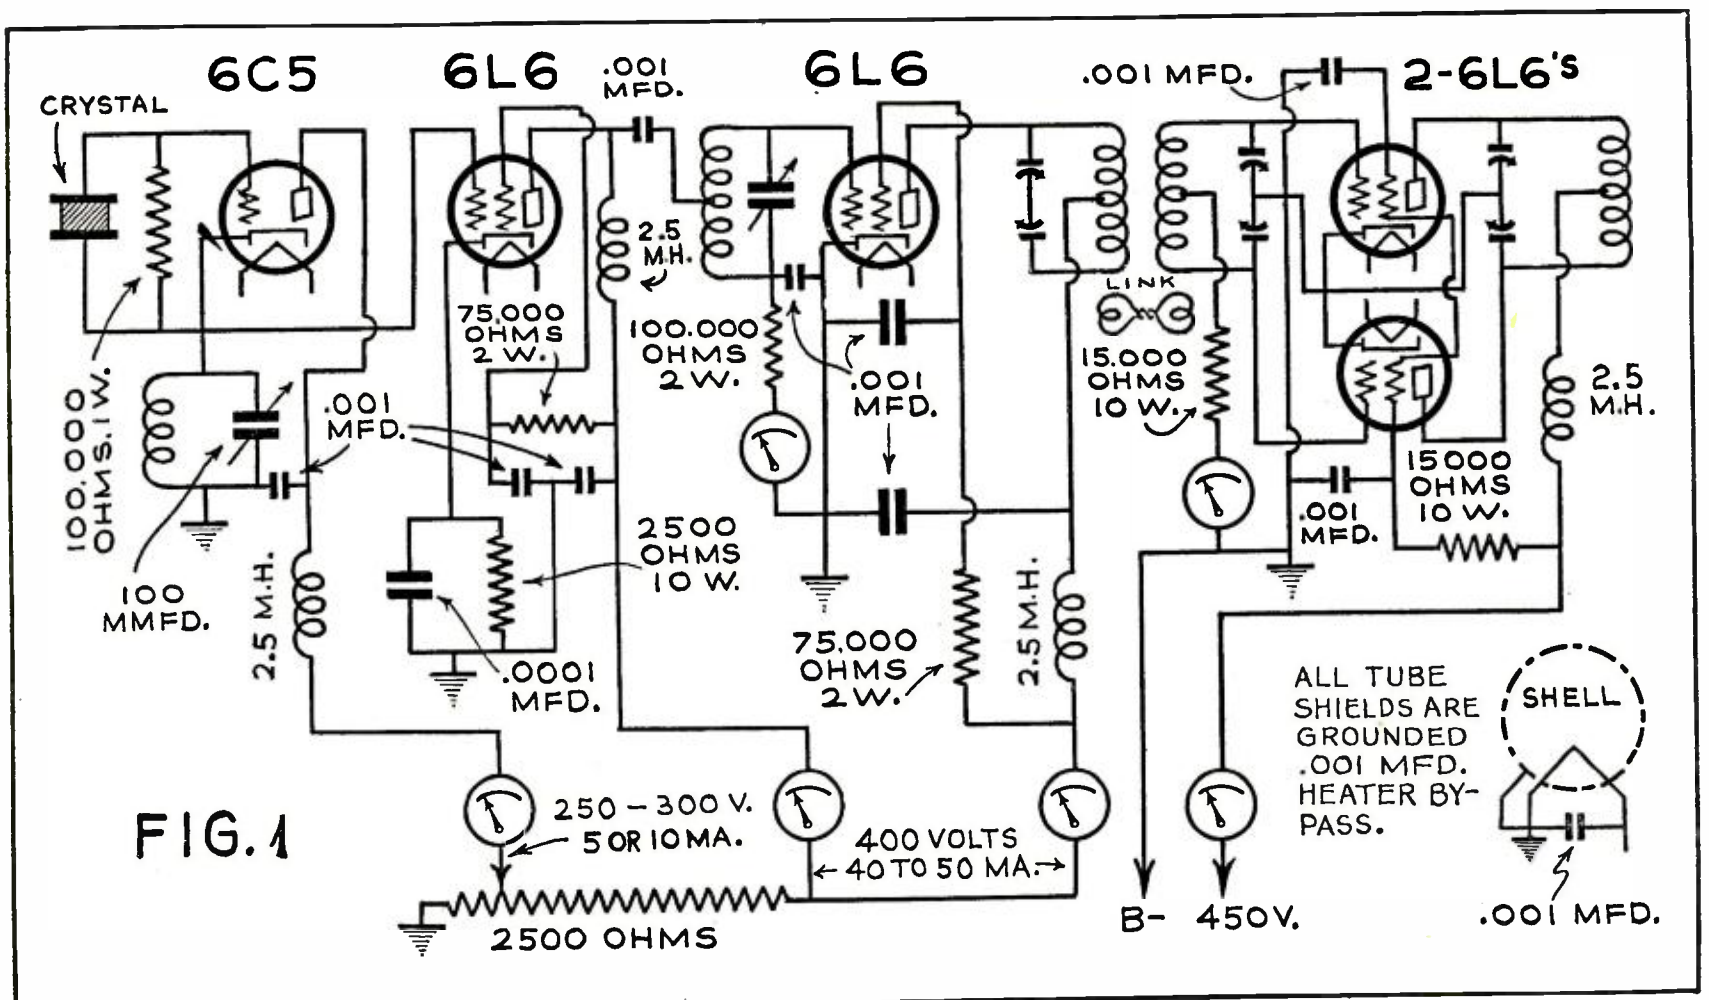 6C5
6L6
.001
MFD.
6L6
.001 MFD.
2-6L6's
CRYSTAL
2.5
M.H.
LINK
75.000
OHMS
2 W.
100.000
OHMS
2 W.
15.000
OHMS
10 W.
2.5
M.H.
100.000
OHMS. 1 W.
.001
MFD.
.001
MFD.
15000
OHMS
10 W.
.001
MFD.
2500
OHMS
10 W.
100
MMFD.
2.5 M.H.
.0001
MFD.
75.000
OHMS
2 W.
2.5 M.H.
ALL TUBE
SHIELDS ARE
GROUNDED
.001 MFD.
HEATER BY-
PASS.
SHELL
FIG. 1
250-300 V.
5 OR 10 MA.
400 VOLTS
40 TO 50 MA.
2500 OHMS
B-
450V.
.001 MFD.